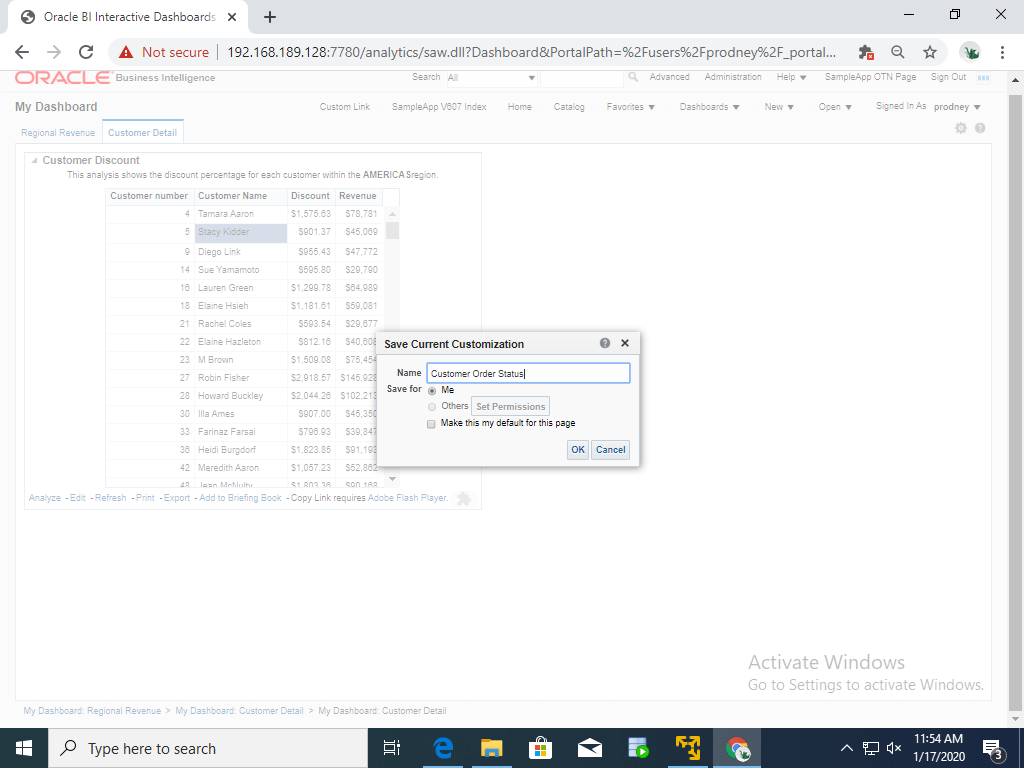 Oracle BI Interactive Dashboards
Not secure 192.168.189.128:7780/analytics/saw.dll?Dashboard&PortalPath=%2Fusers%2Fprodney%2F_portal...
ORACLE Business Intelligence Search All Advanced Administration Help SampleApp OTN Page Sign Out
My Dashboard Custom Link SampleApp V607 Index Home Catalog Favorites Dashboards New Open Signed In As prodney
Regional Revenue Customer Detail
Customer Discount
This analysis shows the discount percentage for each customer within the AMERICASregion.
Customer number Customer Name Discount Revenue
4 Tamara Aaron $1,575.63 $78,781
5 Stacy Kidder $901.37 $45,069
9 Diego Link $955.43 $47,772
14 Sue Yamamoto $595.80 $29,790
16 Lauren Green $1,299.78 $64,989
18 Elaine Hsieh $1,181.61 $59,081
21 Rachel Coles $593.54 $29,677
22 Elaine Hazleton $812.16 $40,608
23 M Brown $1,509.08 $75,454
27 Robin Fisher $2,918.57 $145,928
28 Howard Buckley $2,044.26 $102,213
30 Illa Ames $907.00 $45,350
33 Farinaz Farsai $796.93 $39,847
36 Heidi Burgdorf $1,823.85 $91,193
42 Meredith Aaron $1,057.23 $52,862
48 Jean McNulty $1,803.36 $90,168
Analyze - Edit - Refresh - Print - Export - Add to Briefing Book - Copy Link requires Adobe Flash Player.
Save Current Customization
Name Customer Order Status
Save for Me
Others Set Permissions
Make this my default for this page
OK Cancel
Activate Windows
Go to Settings to activate Windows.
My Dashboard: Regional Revenue > My Dashboard: Customer Detail > My Dashboard: Customer Detail
Type here to search
11:54 AM
1/17/2020
3